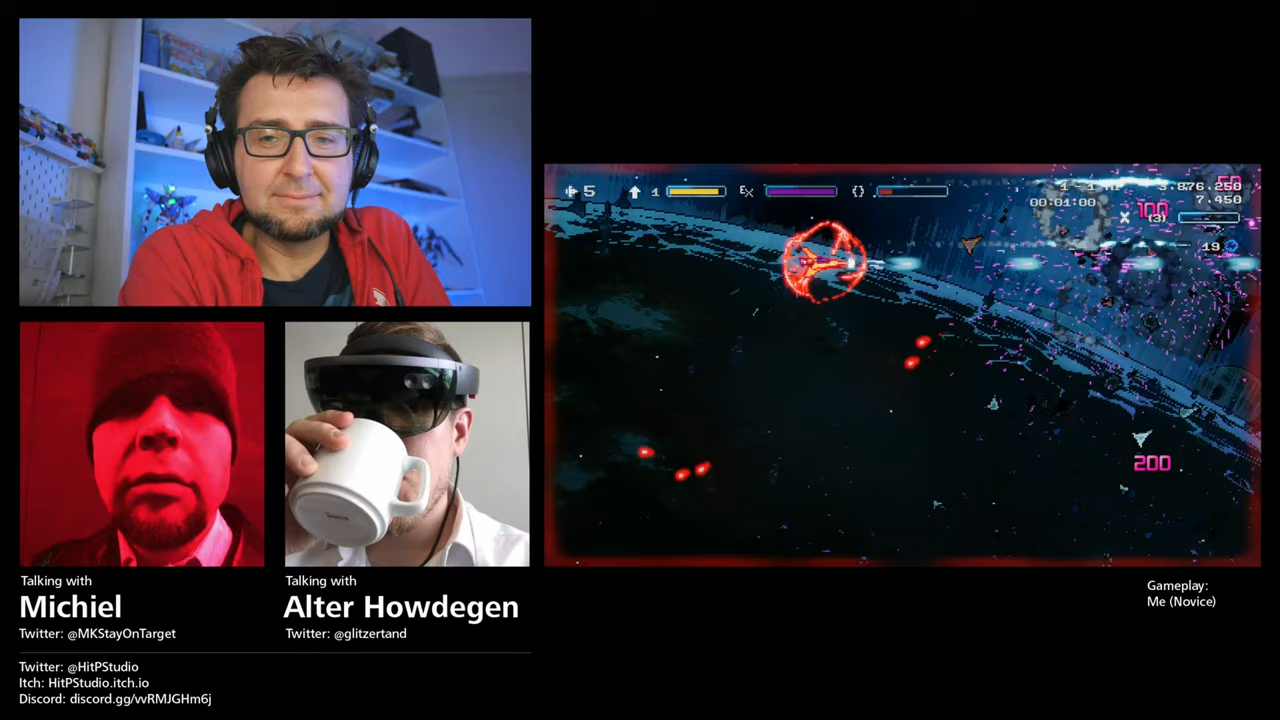 Talking with
Michiel
Twitter: @MKStayOnTarget
Talking with
Alter Howdegen
Twitter: @glitzertand
Twitter: @HitPStudio
Itch: HitPStudio.itch.io
Discord: discord.gg/vvRMJGHm6j
5
1
Ex
{}
50
3.876.250
7.450
00:01:00
100
X
(3)
19
200
Gameplay:
Me (Novice)